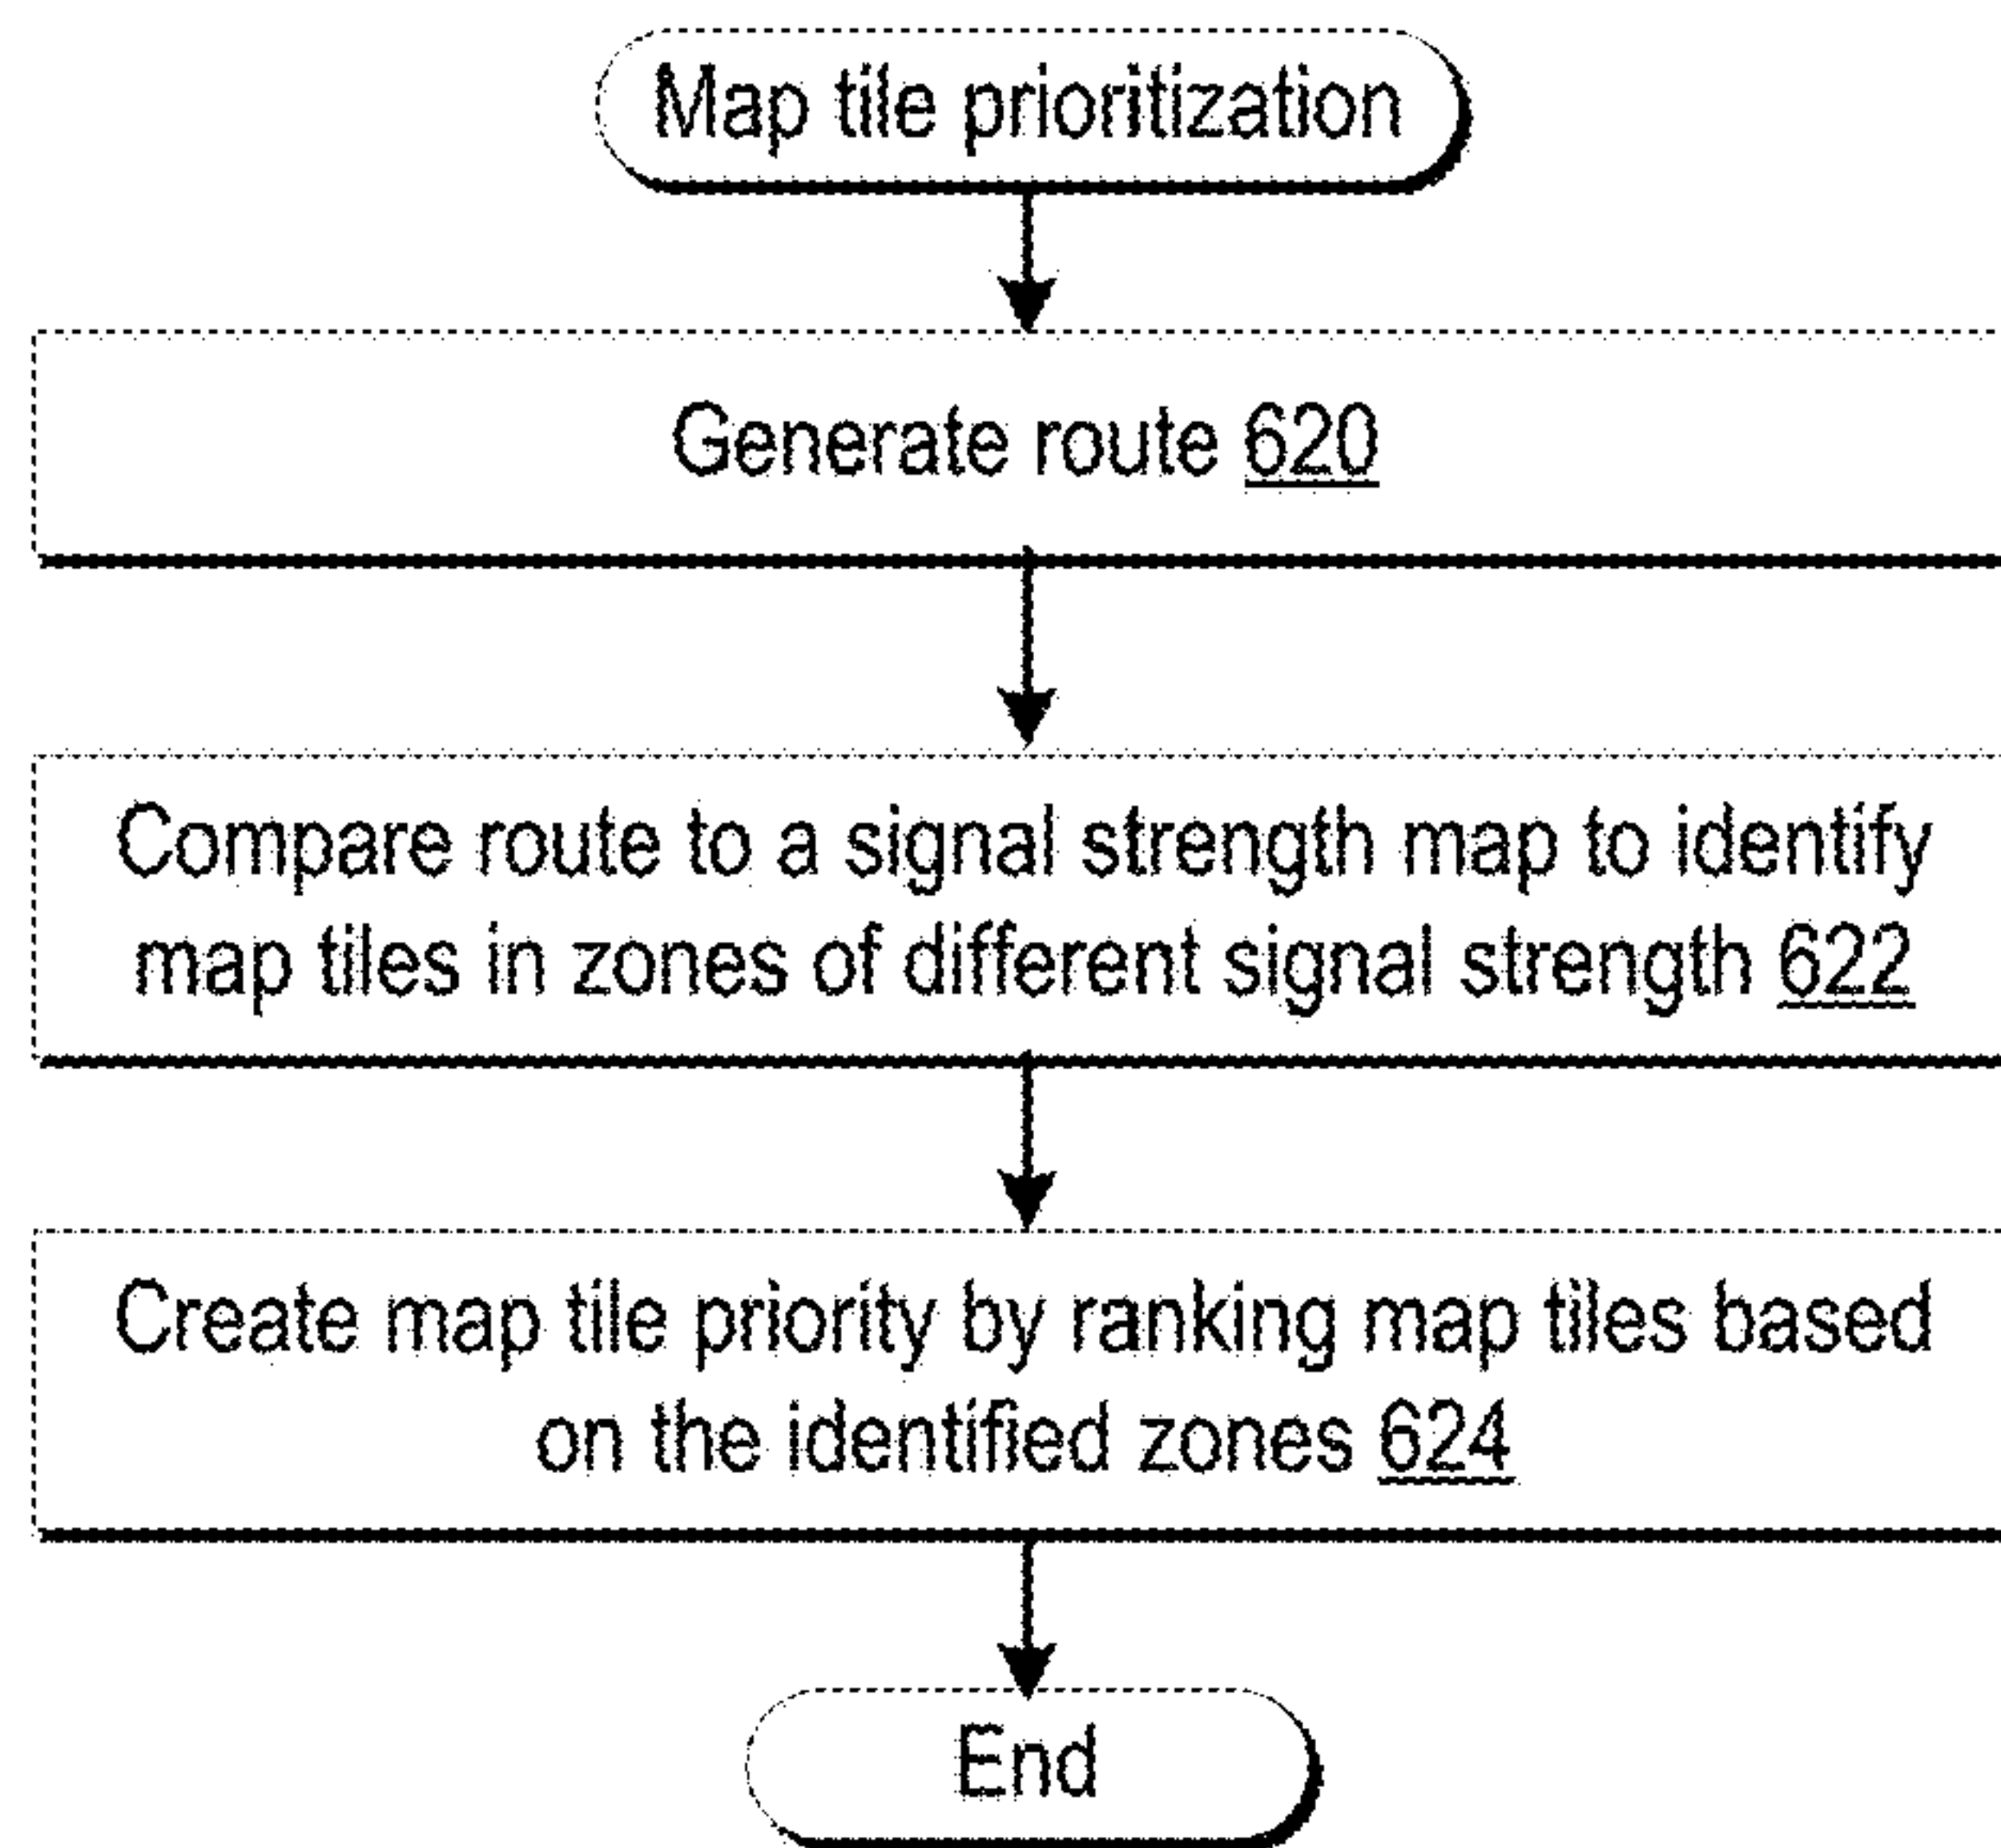 Map tile prioritization
Generate route 620
Compare route to a signal strength map to identify
map tiles in zones of different signal strength 622
Create map tile priority by ranking map tiles based
on the identified zones 624
End